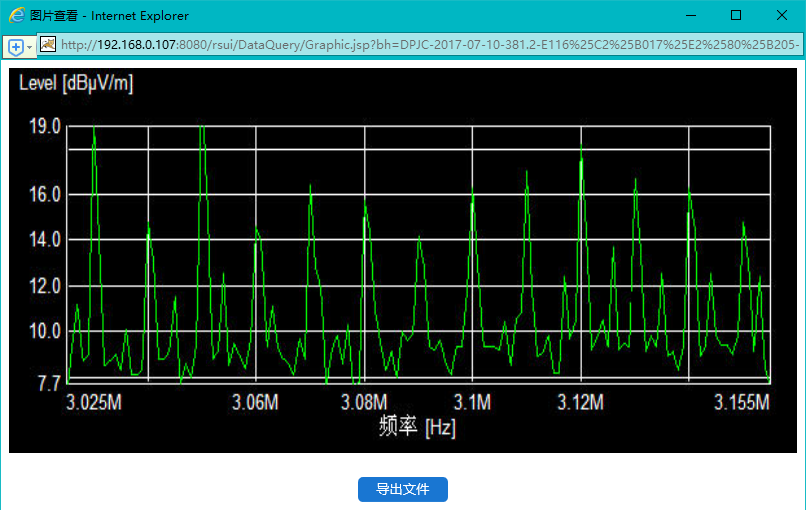 图片查看 - Internet Explorer
http://192.168.0.107:8080/rsui/DataQuery/Graphic.jsp?bh=DPJC-2017-07-10-381.2-E116%25C2%25B017%25E2%2580%25B205-
Level [dBµV/m]
19.0
16.0
14.0
12.0
10.0
7.7
3.025M 3.06M 3.08M 3.1M 3.12M 3.155M
频率 [Hz]
导出文件